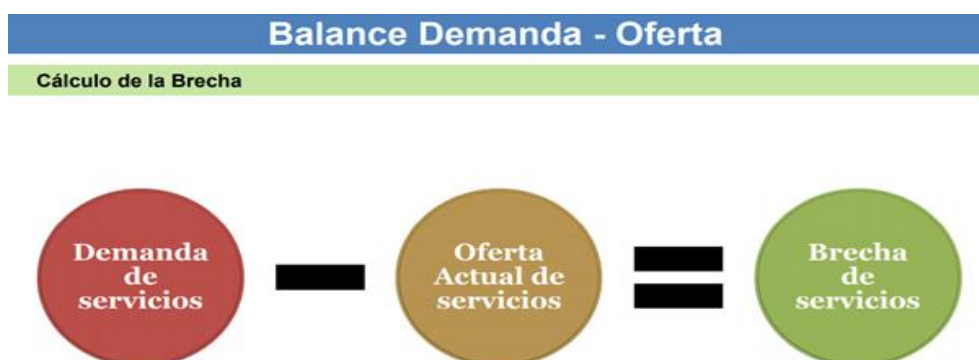 Balance Demanda - Oferta
Cálculo de la Brecha
Demanda
de
servicios
Oferta
Actual de
servicios
Brecha
de
servicios